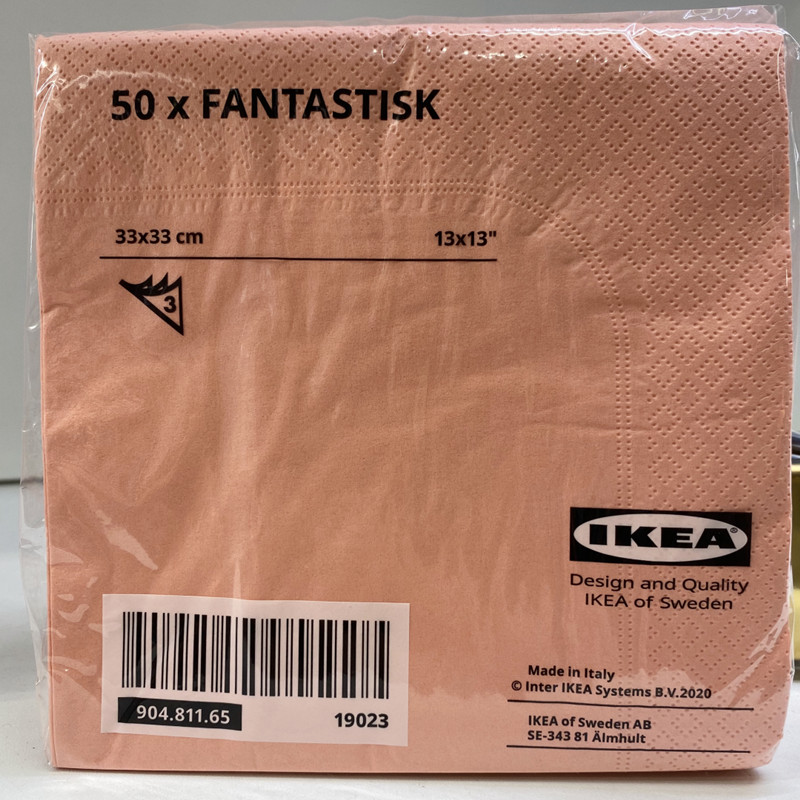 50 x FANTASTISK
33x33 cm 13x13"
3
IKEA®
Design and Quality
IKEA of Sweden
Made in Italy
© Inter IKEA Systems B.V.2020
IKEA of Sweden AB
SE-343 81 Älmhult
904.811.65 19023